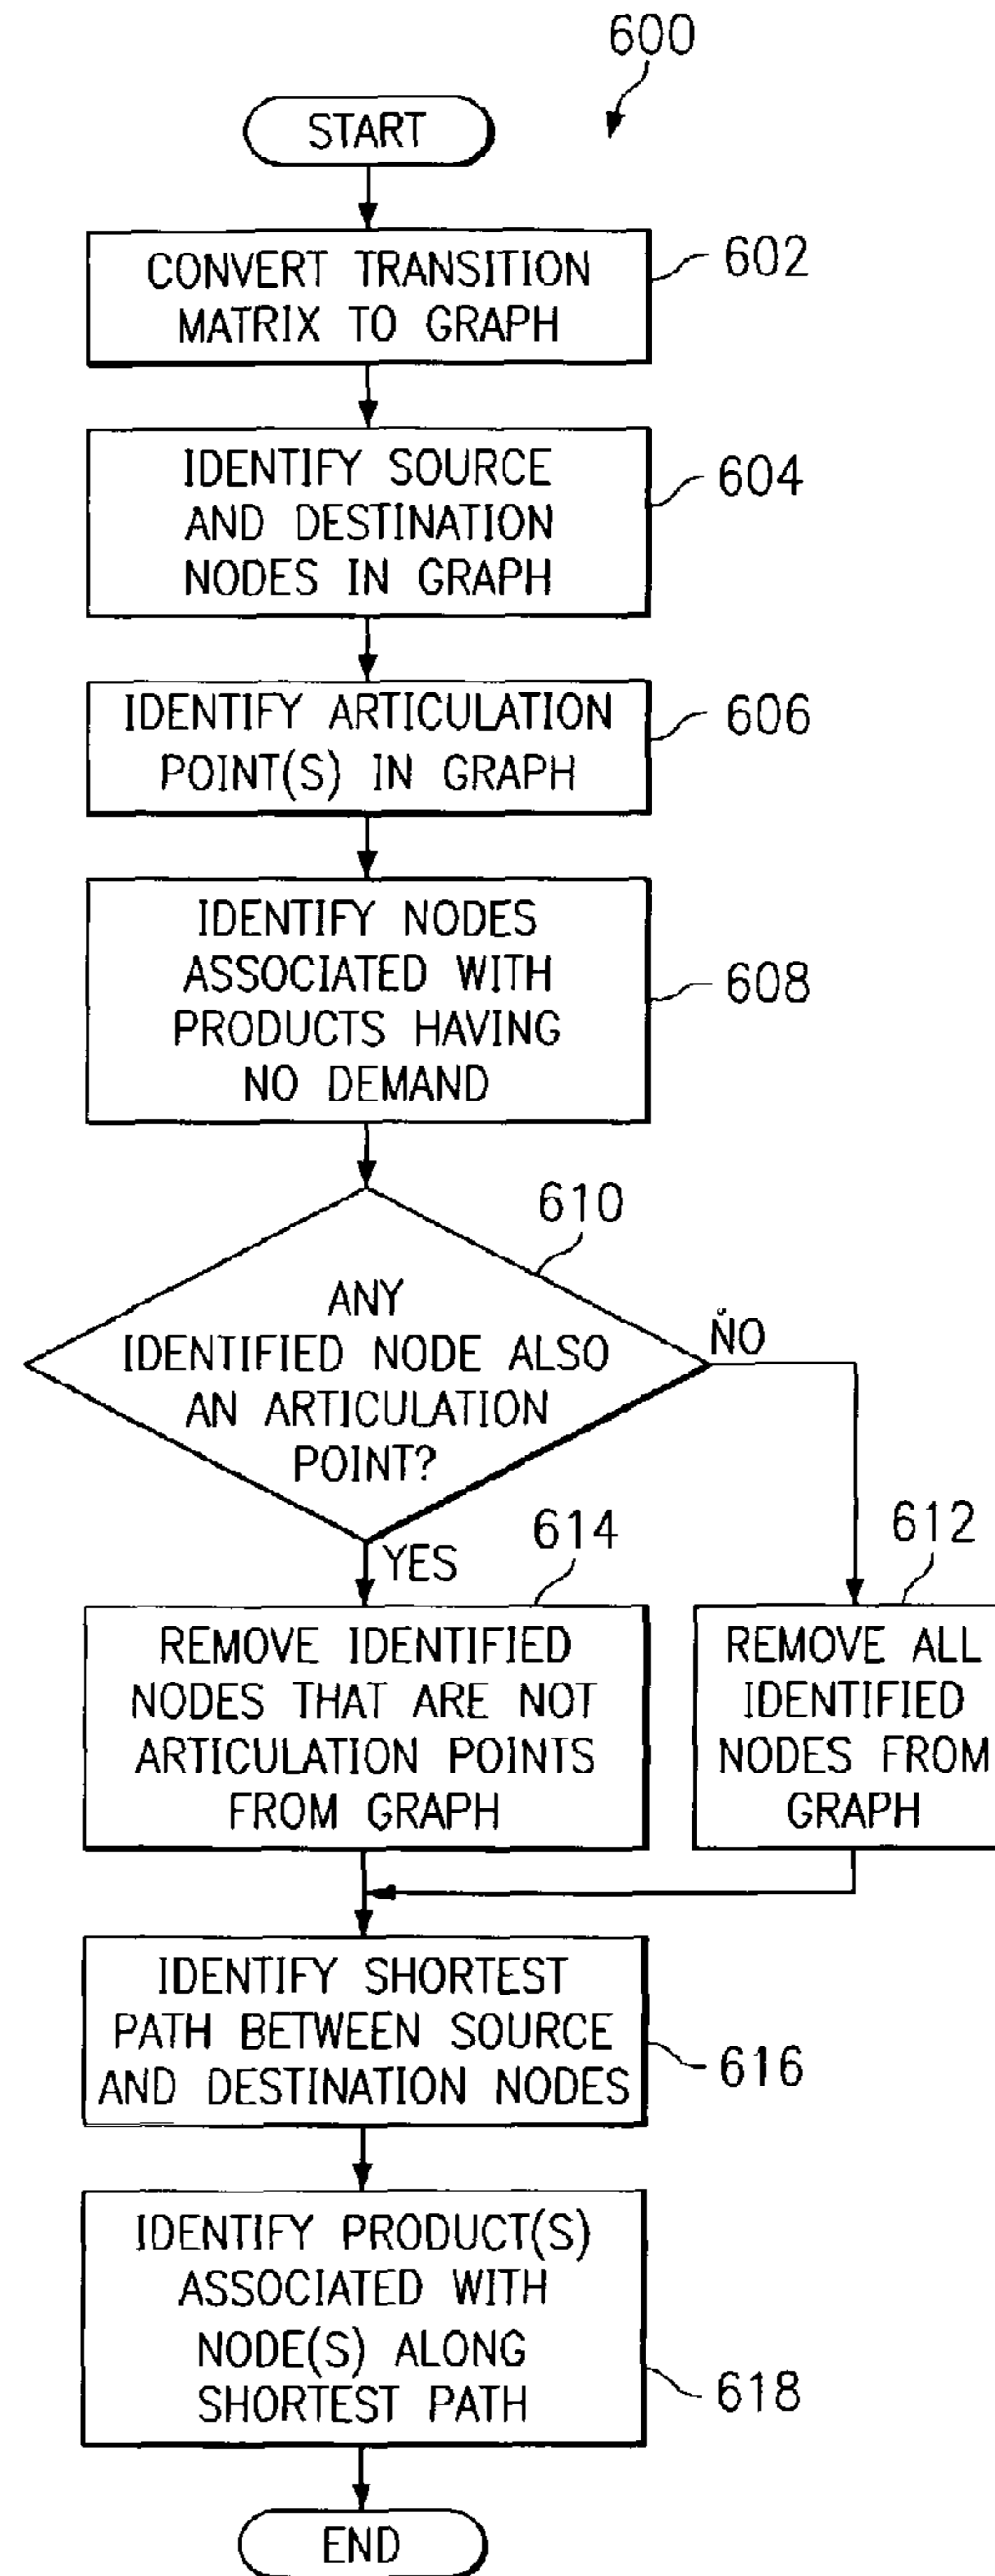 600
START
CONVERT TRANSITION
MATRIX TO GRAPH
602
IDENTIFY SOURCE
AND DESTINATION
NODES IN GRAPH
604
IDENTIFY ARTICULATION
POINT(S) IN GRAPH
606
IDENTIFY NODES
ASSOCIATED WITH
PRODUCTS HAVING
NO DEMAND
608
610
ANY
IDENTIFIED NODE ALSO
AN ARTICULATION
POINT?
NO
YES
614
REMOVE IDENTIFIED
NODES THAT ARE NOT
ARTICULATION POINTS
FROM GRAPH
612
REMOVE ALL
IDENTIFIED
NODES FROM
GRAPH
IDENTIFY SHORTEST
PATH BETWEEN SOURCE
AND DESTINATION NODES
616
IDENTIFY PRODUCT(S)
ASSOCIATED WITH
NODE(S) ALONG
SHORTEST PATH
618
END